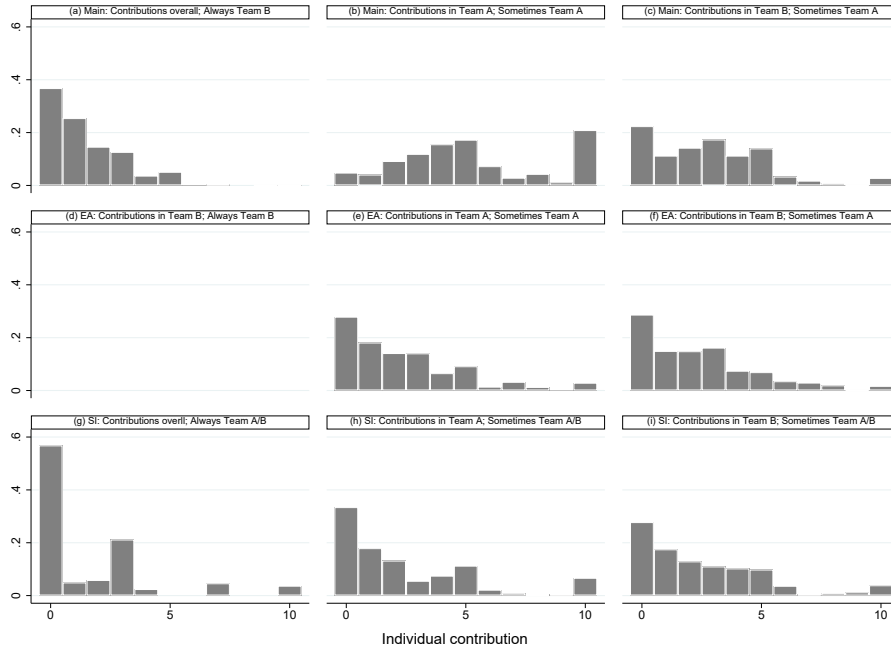 (a) Main: Contributions overall; Always Team B
(b) Main: Contributions in Team A; Sometimes Team A
(c) Main: Contributions in Team B; Sometimes Team A
0 .2 .4 .6
(d) EA: Contributions in Team B; Always Team B
(e) EA: Contributions in Team A; Sometimes Team A
(f) EA: Contributions in Team B; Sometimes Team A
0 .2 .4 .6
(g) SI: Contributions overll; Always Team A/B
(h) SI: Contributions in Team A; Sometimes Team A/B
(i) SI: Contributions in Team B; Sometimes Team A/B
0 .2 .4 .6
0 5 10
0 5 10
0 5 10
Individual contribution